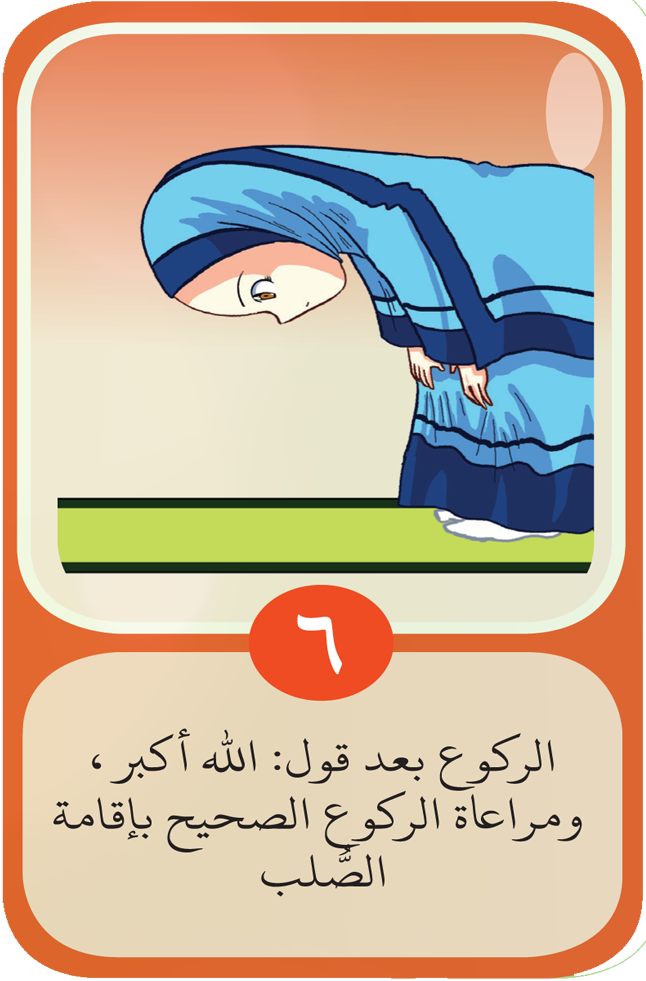 ٦
الركوع بعد قول: الله أكبر ،
ومراعاة الركوع الصحيح بإقامة
الصُّلب